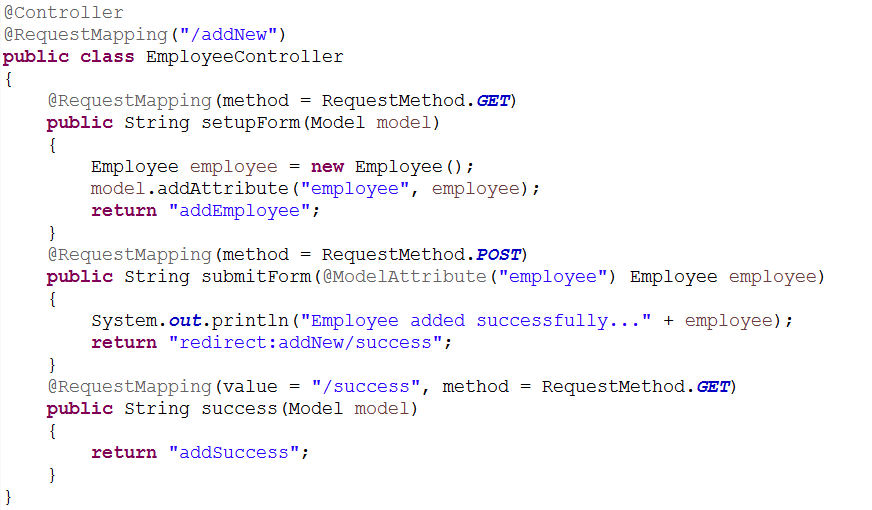 @Controller
@RequestMapping("/addNew")
public class EmployeeController
{
    @RequestMapping(method = RequestMethod.GET)
    public String setupForm(Model model)
    {
        Employee employee = new Employee();
        model.addAttribute("employee", employee);
        return "addEmployee";
    }
    @RequestMapping(method = RequestMethod.POST)
    public String submitForm(@ModelAttribute("employee") Employee employee)
    {
        System.out.println("Employee added successfully..." + employee);
        return "redirect:addNew/success";
    }
    @RequestMapping(value = "/success", method = RequestMethod.GET)
    public String success(Model model)
    {
        return "addSuccess";
    }
}